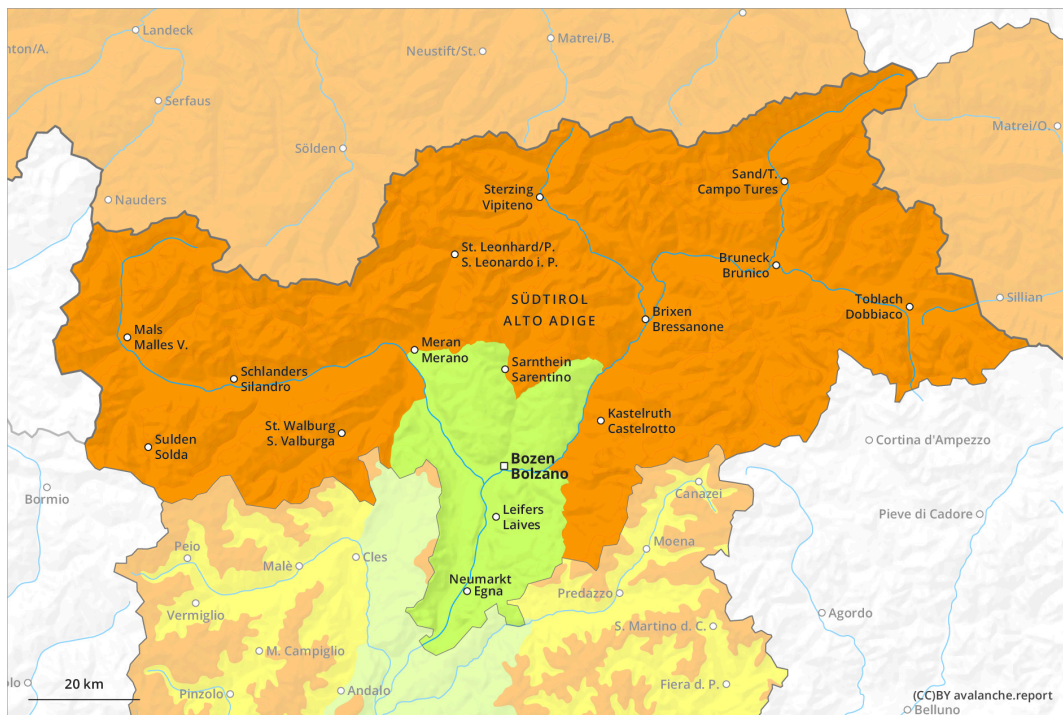 Landeck
nton/A.
Matrei/B.
Neustift/St.
Serfaus
Matrei/O.
Sölden
Sand/T.
Campo Tures
Nauders
Sterzing
Vipiteno
St. Leonhard/P.
S. Leonardo i. P.
Bruneck
Brunico
SÜDTIROL
ALTO ADIGE
Toblach
Dobbiaco
Sillian
Brixen
Bressanone
Mals
Malles V.
Meran
Merano
Sarnthein
Sarentino
Schlanders
Silandro
Kastelruth
Castelrotto
St. Walburg
S. Valburga
Sulden
Solda
Cortina d'Ampezzo
Bozen
Bolzano
Bormio
Canazei
Leifers
Laives
Pieve di Cadore
Peio
Cles
Moena
Malè
Neumarkt
Egna
Predazzo
Vermiglio
Agordo
S. Martino d. C.
M. Campiglio
20 km
olo
Pinzolo
Andalo
Fiera d. P.
(CC)BY avalanche.report
Belluno